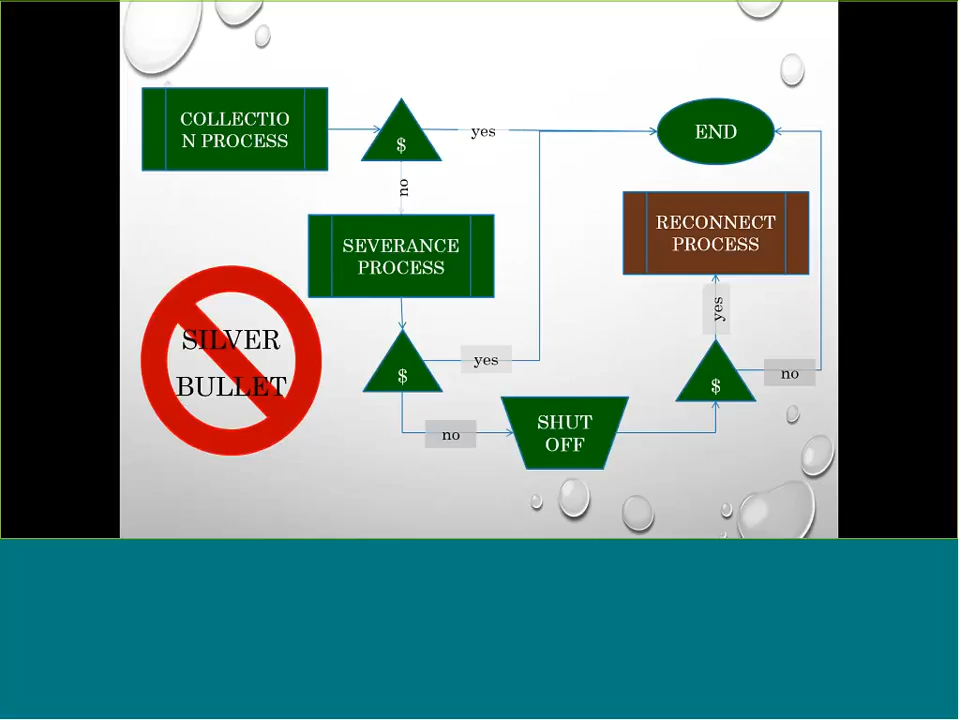 COLLECTIO
N PROCESS
$
yes
END
no
SEVERANCE
PROCESS
RECONNECT
PROCESS
yes
SILVER
BULLET
$
yes
$
no
no
SHUT
OFF